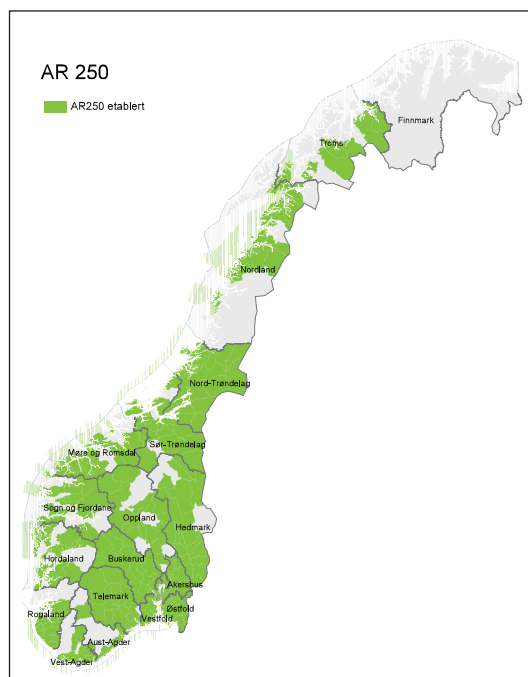 AR 250
AR250 etablert
Finnmark
Troms
Nordland
Nord-Trøndelag
Sør-Trøndelag
Møre og Romsdal
Sogn og Fjordane
Oppland
Hedmark
Hordaland
Buskerud
Akershus
Telemark
Østfold
Rogaland
Vestfold
Aust-Agder
Vest-Agder